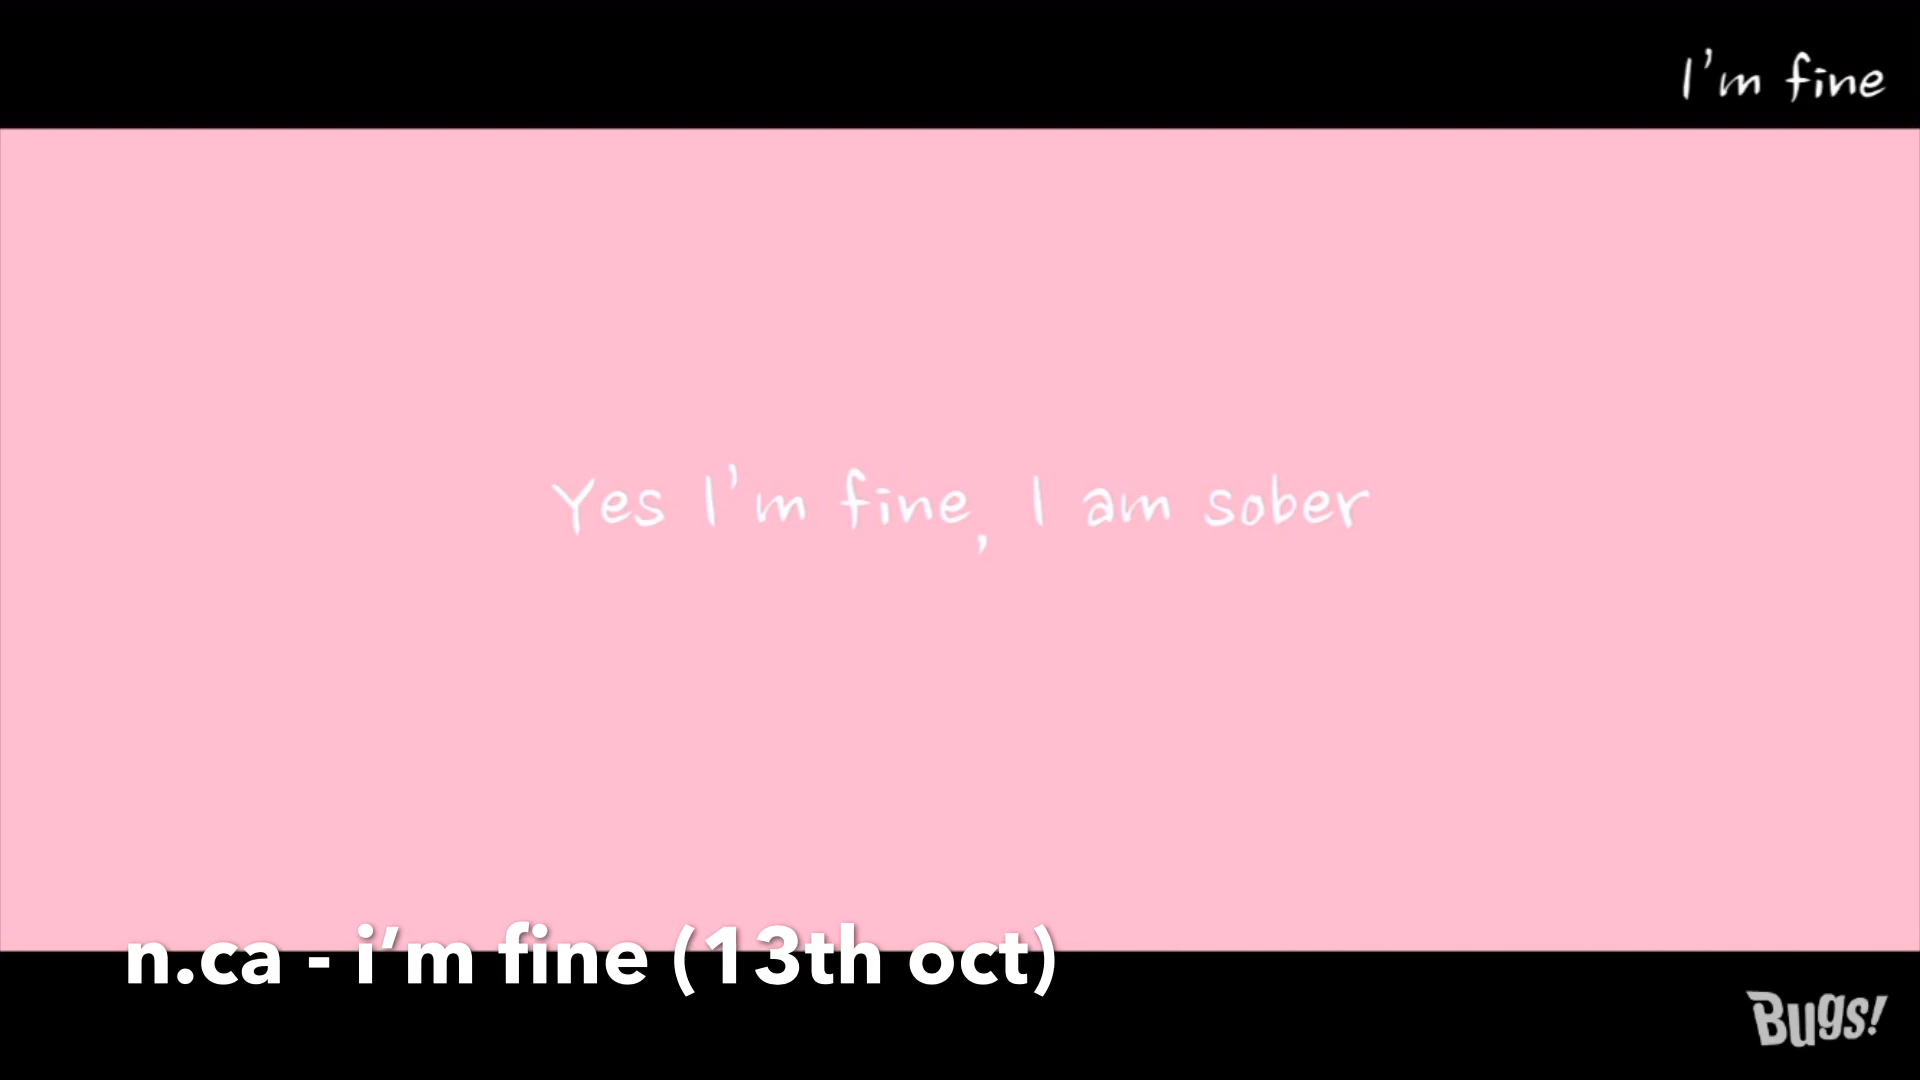 I'm fine
Yes I'm fine, I am sober
n.ca - i’m fine (13th oct)
Bugs!